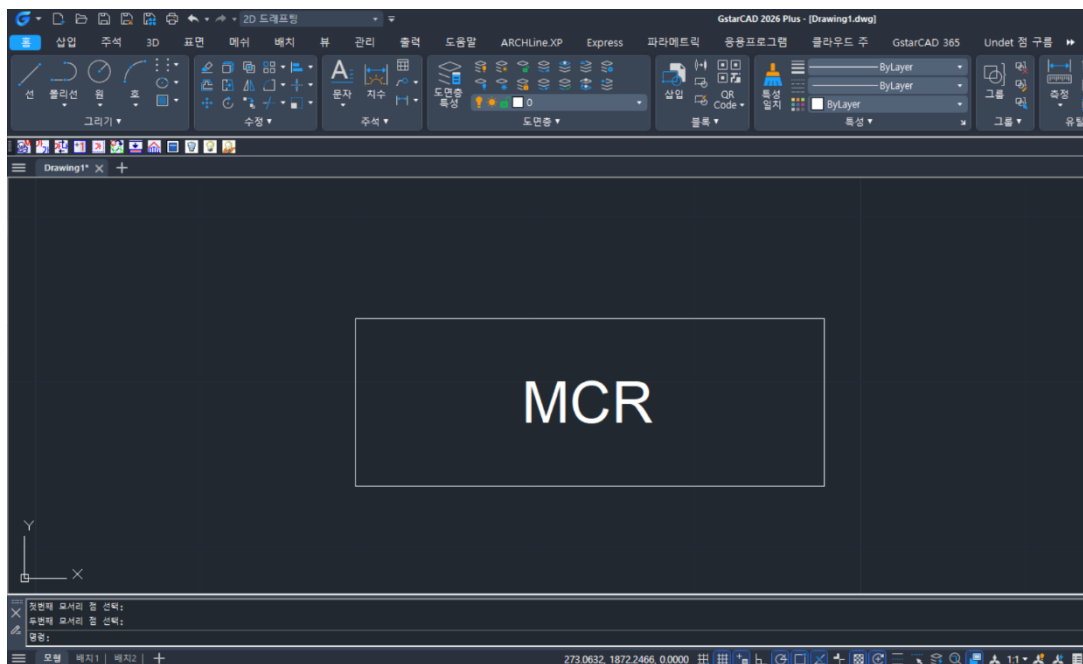 2D 드래프팅
GstarCAD 2026 Plus - [Drawing1.dwg]
홈 삽입 주석 3D 표면 메쉬 배치 뷰 관리 출력 도움말 ARCHLine.XP Express 파라메트릭 응용프로그램 클라우드 주 GstarCAD 365 Undet 점 구름
선 폴리선 원 호
그리기
수정
문자 치수
주석
도면층 특성
0
도면층
삽입
QR Code
블록
특성 일치
ByLayer
ByLayer
ByLayer
특성
그룹
그룹
측정
유틸
Drawing1*
MCR
Y
X
첫번째 모서리 점 선택:
두번째 모서리 점 선택:
명령:
모형 배치1 배치2
273.0632, 1872.2466, 0.0000
1:1